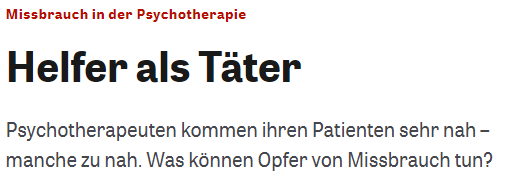 Missbrauch in der Psychotherapie
Helfer als Täter
Psychotherapeuten kommen ihren Patienten sehr nah –
manche zu nah. Was können Opfer von Missbrauch tun?